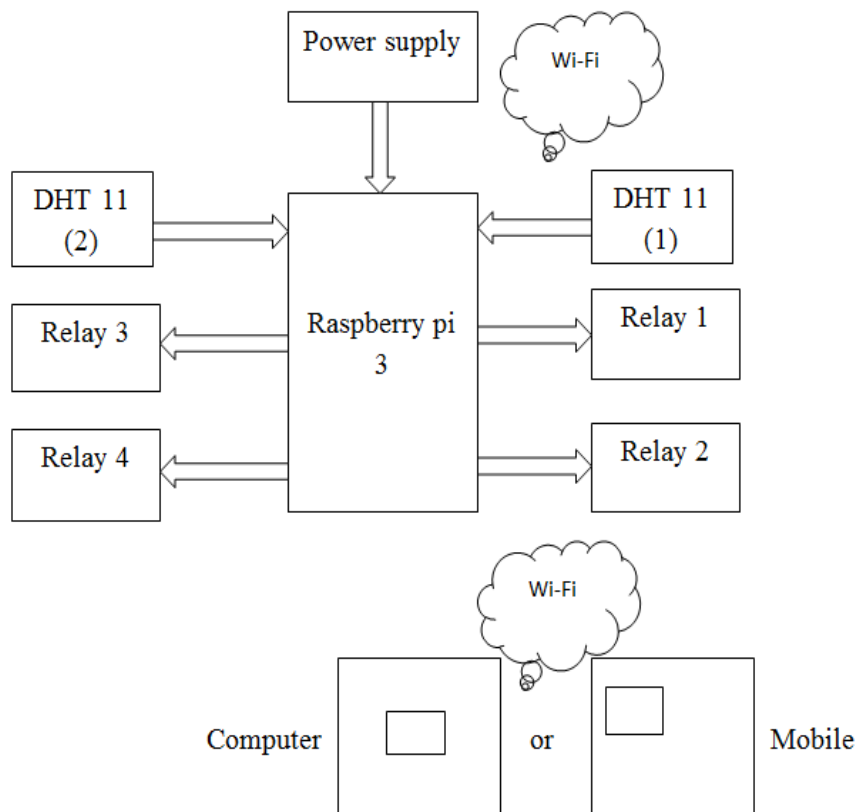 Power supply
Wi-Fi
DHT 11
(2)
DHT 11
(1)
Relay 3
Raspberry pi
3
Relay 1
Relay 4
Relay 2
Wi-Fi
Computer
or
Mobile